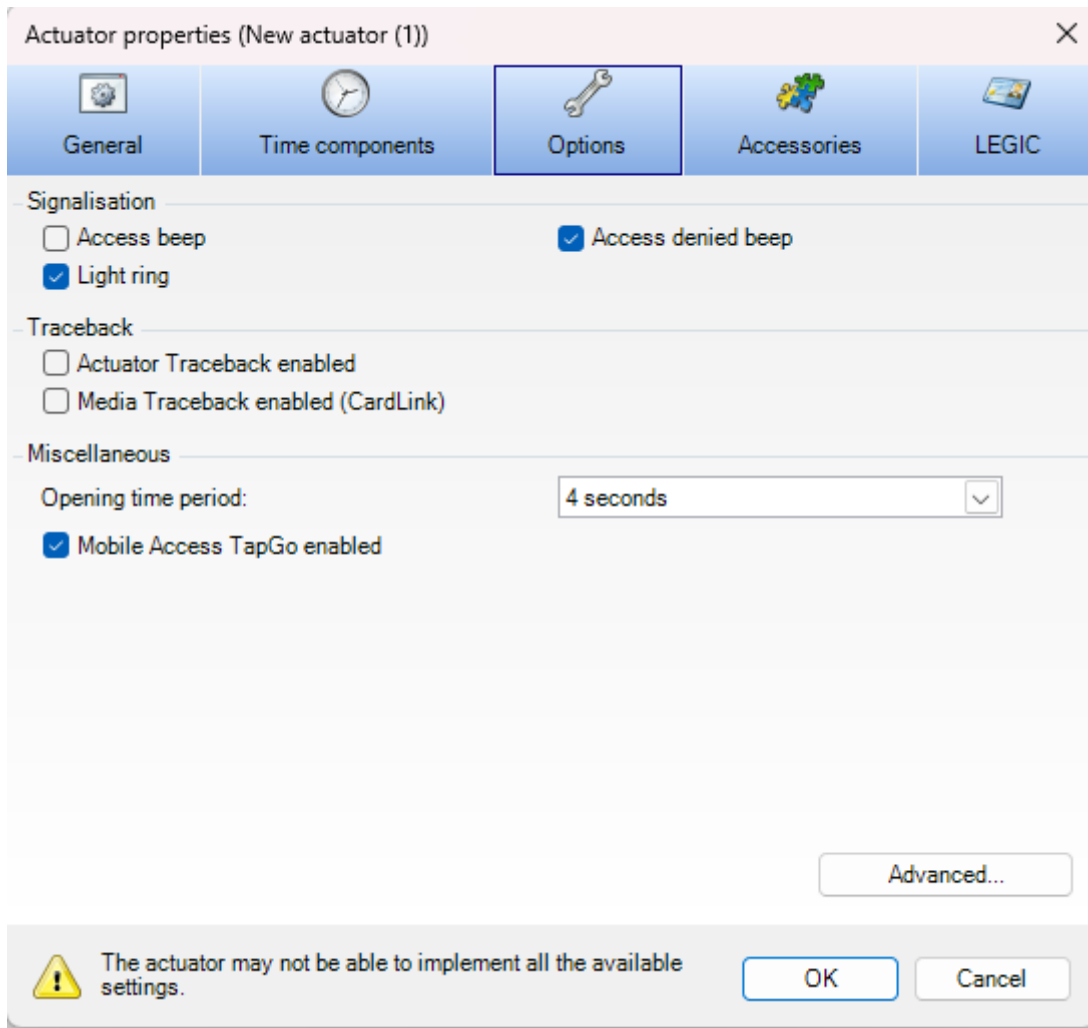 Actuator properties (New actuator (1))
General
Time components
Options
Accessories
LEGIC
Signalisation
Access beep
Access denied beep
Light ring
Traceback
Actuator Traceback enabled
Media Traceback enabled (CardLink)
Miscellaneous
Opening time period:
4 seconds
Mobile Access TapGo enabled
Advanced...
The actuator may not be able to implement all the available
settings.
OK
Cancel